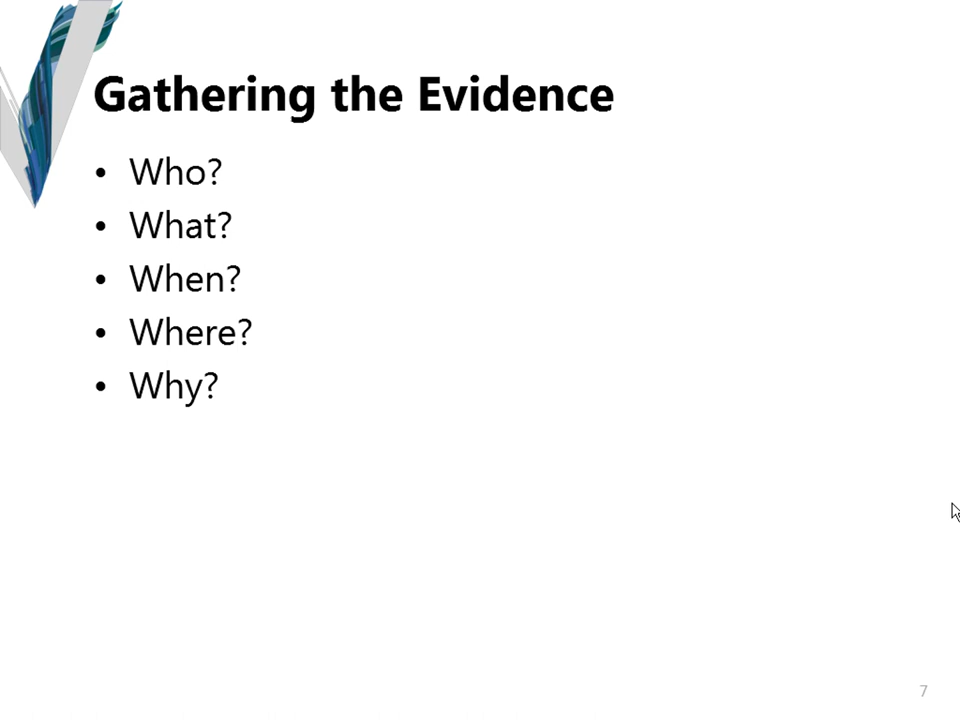 Gathering the Evidence
• Who?
• What?
• When?
• Where?
• Why?
7